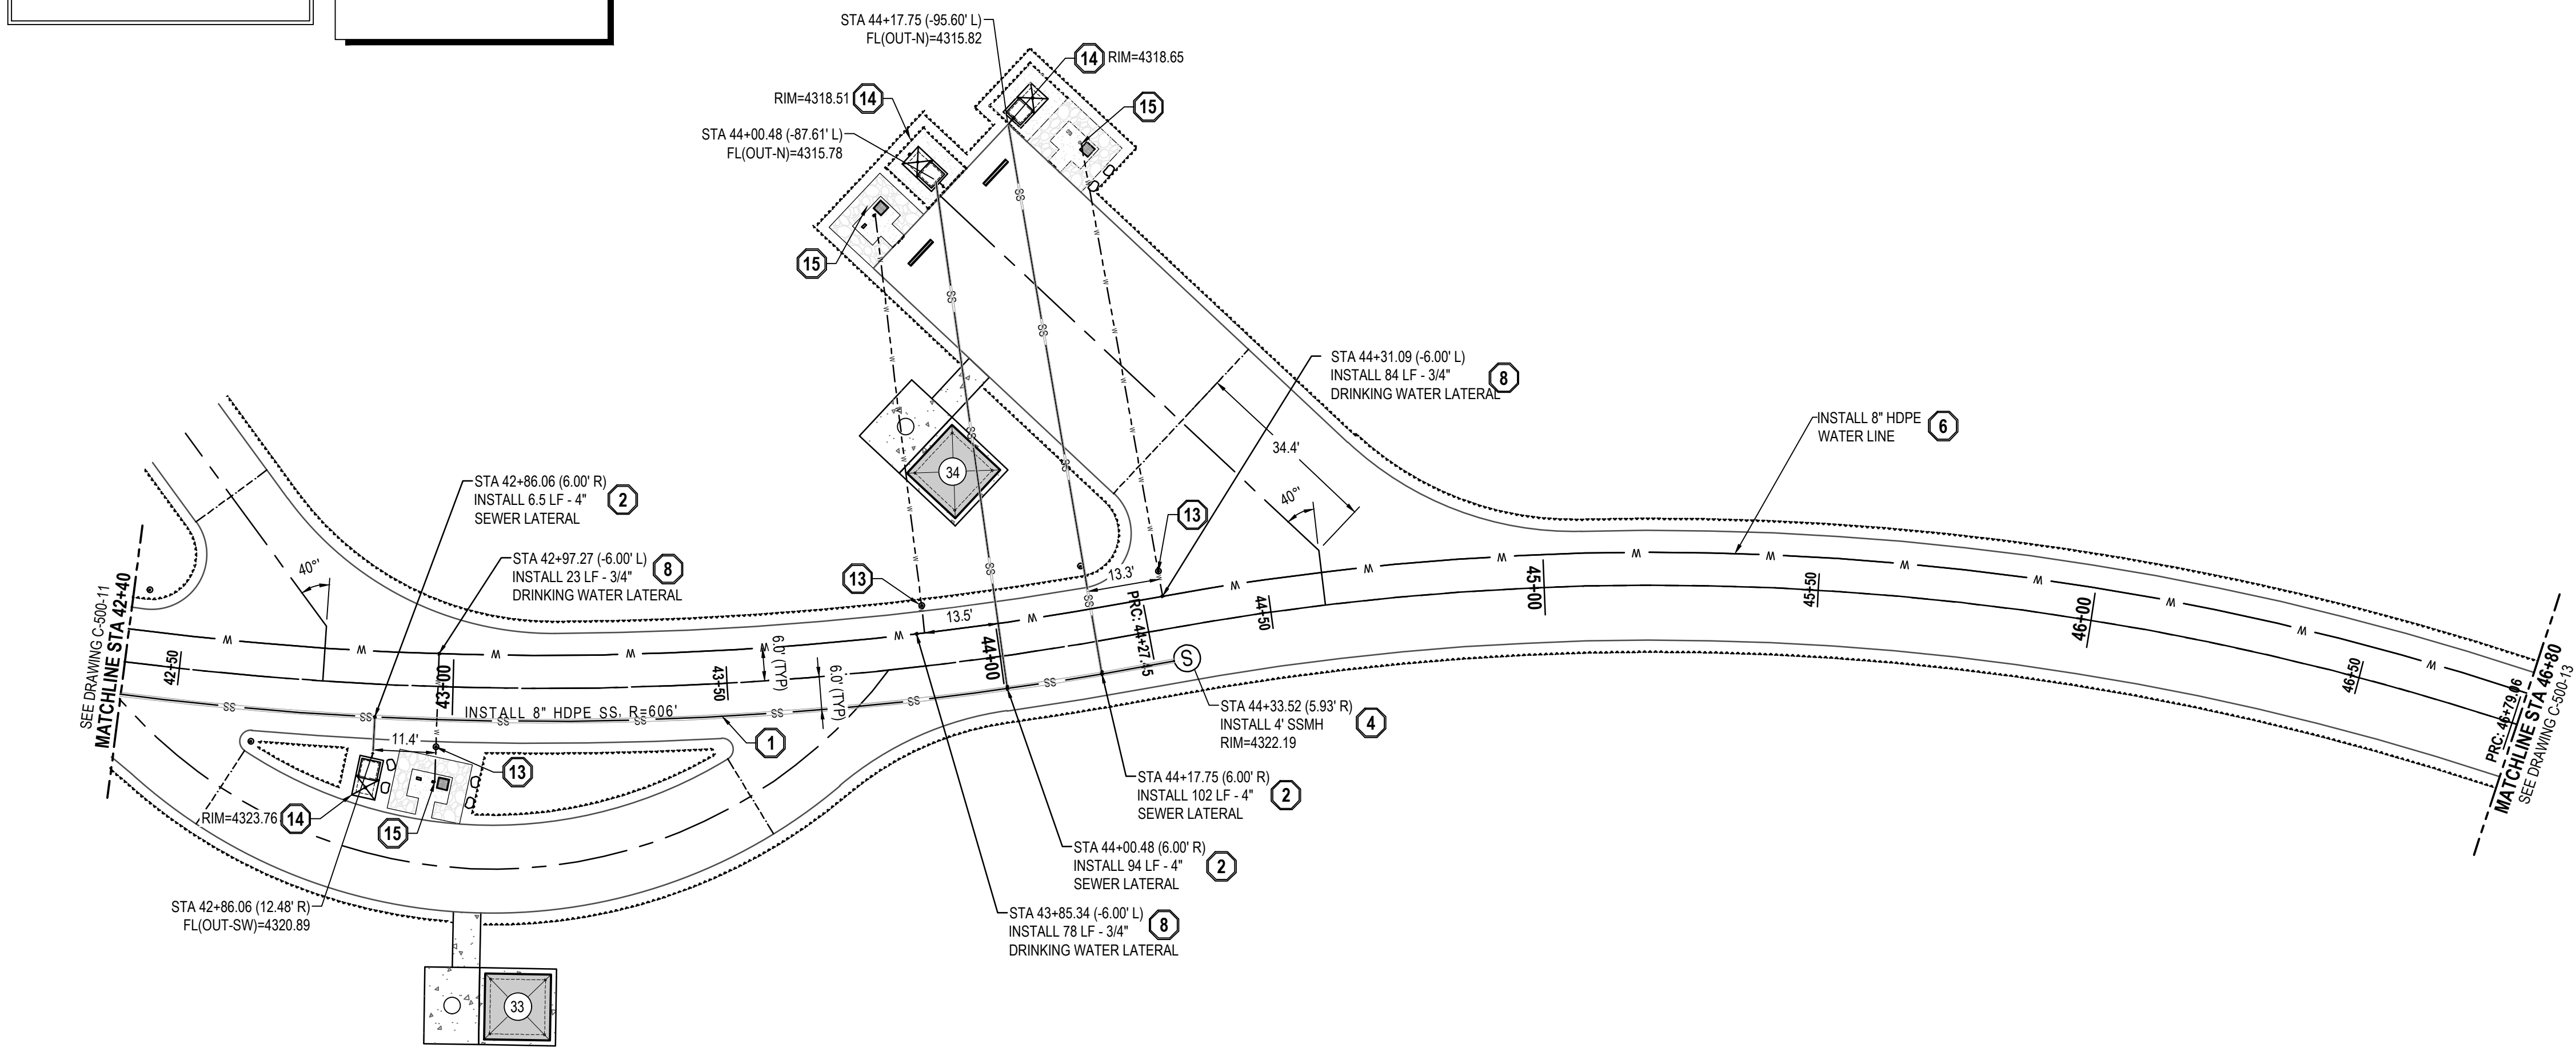 STA 44+17.75 (-95.60' L)
FL(OUT-N)=4315.82
14
RIM=4318.65
RIM=4318.51
14
15
STA 44+00.48 (-87.61' L)
FL(OUT-N)=4315.78
15
STA 44+31.09 (-6.00' L)
INSTALL 84 LF - 3/4"
DRINKING WATER LATERAL
8
INSTALL 8" HDPE
WATER LINE
6
34.4'
40°
34
STA 42+86.06 (6.00' R)
INSTALL 6.5 LF - 4"
SEWER LATERAL
2
STA 42+97.27 (-6.00' L)
INSTALL 23 LF - 3/4"
DRINKING WATER LATERAL
8
40°
13
13
13.3'
13.5'
SEE DRAWING C-500-11
MATCHLINE STA 42+40
42+50
43+00
43+50
6.0' (TYP)
6.0' (TYP)
44+00
PRC: 44+27.45
44+50
45+00
45+50
46+00
46+50
PRC: 46+79.06
MATCHLINE STA 46+80
SEE DRAWING C-500-13
W W W W W W W W W W W W W W W W W
SS SS SS SS SS SS SS
INSTALL 8" HDPE SS, R=606'
S
STA 44+33.52 (5.93' R)
INSTALL 4' SSMH
RIM=4322.19
4
11.4'
1
13
STA 44+17.75 (6.00' R)
INSTALL 102 LF - 4"
SEWER LATERAL
2
RIM=4323.76
14
15
STA 44+00.48 (6.00' R)
INSTALL 94 LF - 4"
SEWER LATERAL
2
STA 42+86.06 (12.48' R)
FL(OUT-SW)=4320.89
STA 43+85.34 (-6.00' L)
INSTALL 78 LF - 3/4"
DRINKING WATER LATERAL
8
33